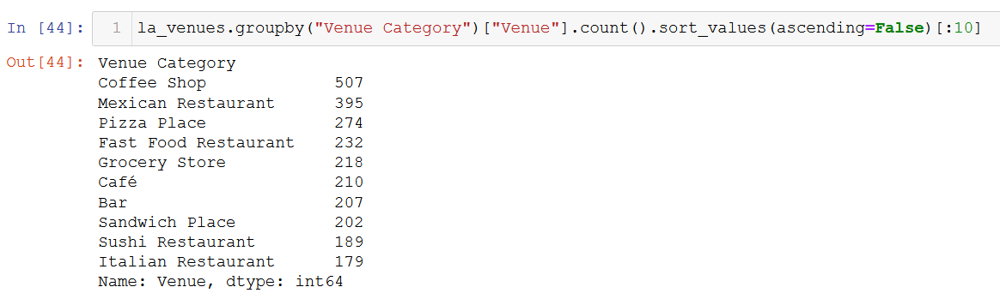 In [44]: 1 la_venues.groupby("Venue Category")["Venue"].count().sort_values(ascending=False)[:10]
Out[44]: Venue Category
Coffee Shop 507
Mexican Restaurant 395
Pizza Place 274
Fast Food Restaurant 232
Grocery Store 218
Café 210
Bar 207
Sandwich Place 202
Sushi Restaurant 189
Italian Restaurant 179
Name: Venue, dtype: int64